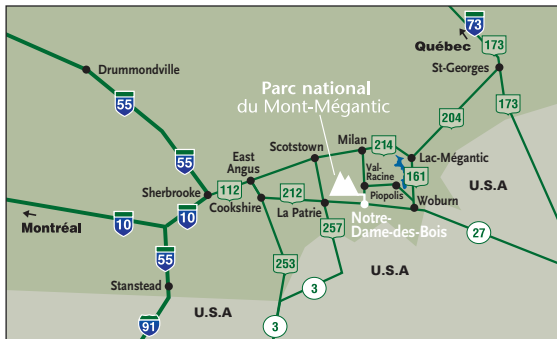 73
Québec
173
Drummondville
St-Georges
Parc national
du Mont-Mégantic
55
204
173
Milan
214
Scotstown
55
Val-
Racine
Lac-Mégantic
East
Angus
161
U.S.A
Sherbrooke
112
212
Piopolis
Cookshire
La Patrie
Woburn
10
Notre-
Dame-des-Bois
Montréal
10
257
27
55
253
U.S.A
Stanstead
3
U.S.A
91
3